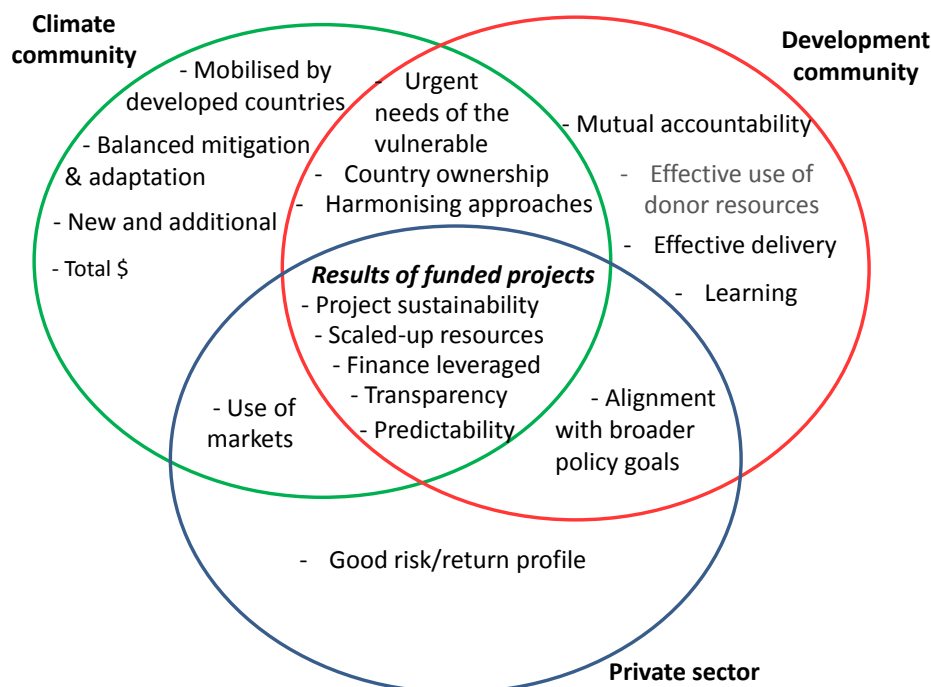 Climate
community
Development
community
- Mobilised by
developed countries
- Balanced mitigation
& adaptation
- New and additional
- Total $
- Urgent
needs of the
vulnerable
- Country ownership
- Harmonising approaches
- Mutual accountability
- Effective use of
donor resources
- Effective delivery
- Learning
Results of funded projects
- Project sustainability
- Scaled-up resources
- Finance leveraged
- Transparency
- Predictability
- Use of
markets
- Alignment
with broader
policy goals
- Good risk/return profile
Private sector